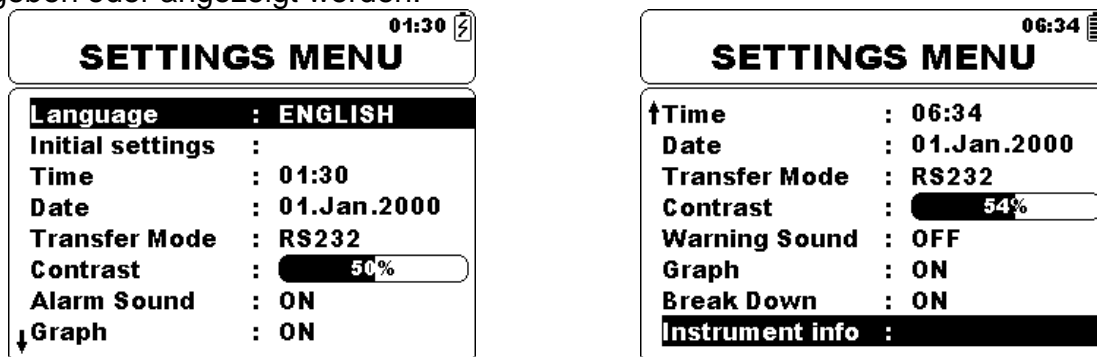 geben oder angezeigt werden.
01:30
SETTINGS MENU
Language : ENGLISH
Initial settings :
Time : 01:30
Date : 01.Jan.2000
Transfer Mode : RS232
Contrast : 50%
Alarm Sound : ON
Graph : ON
06:34
SETTINGS MENU
Time : 06:34
Date : 01.Jan.2000
Transfer Mode : RS232
Contrast : 54%
Warning Sound : OFF
Graph : ON
Break Down : ON
Instrument info :